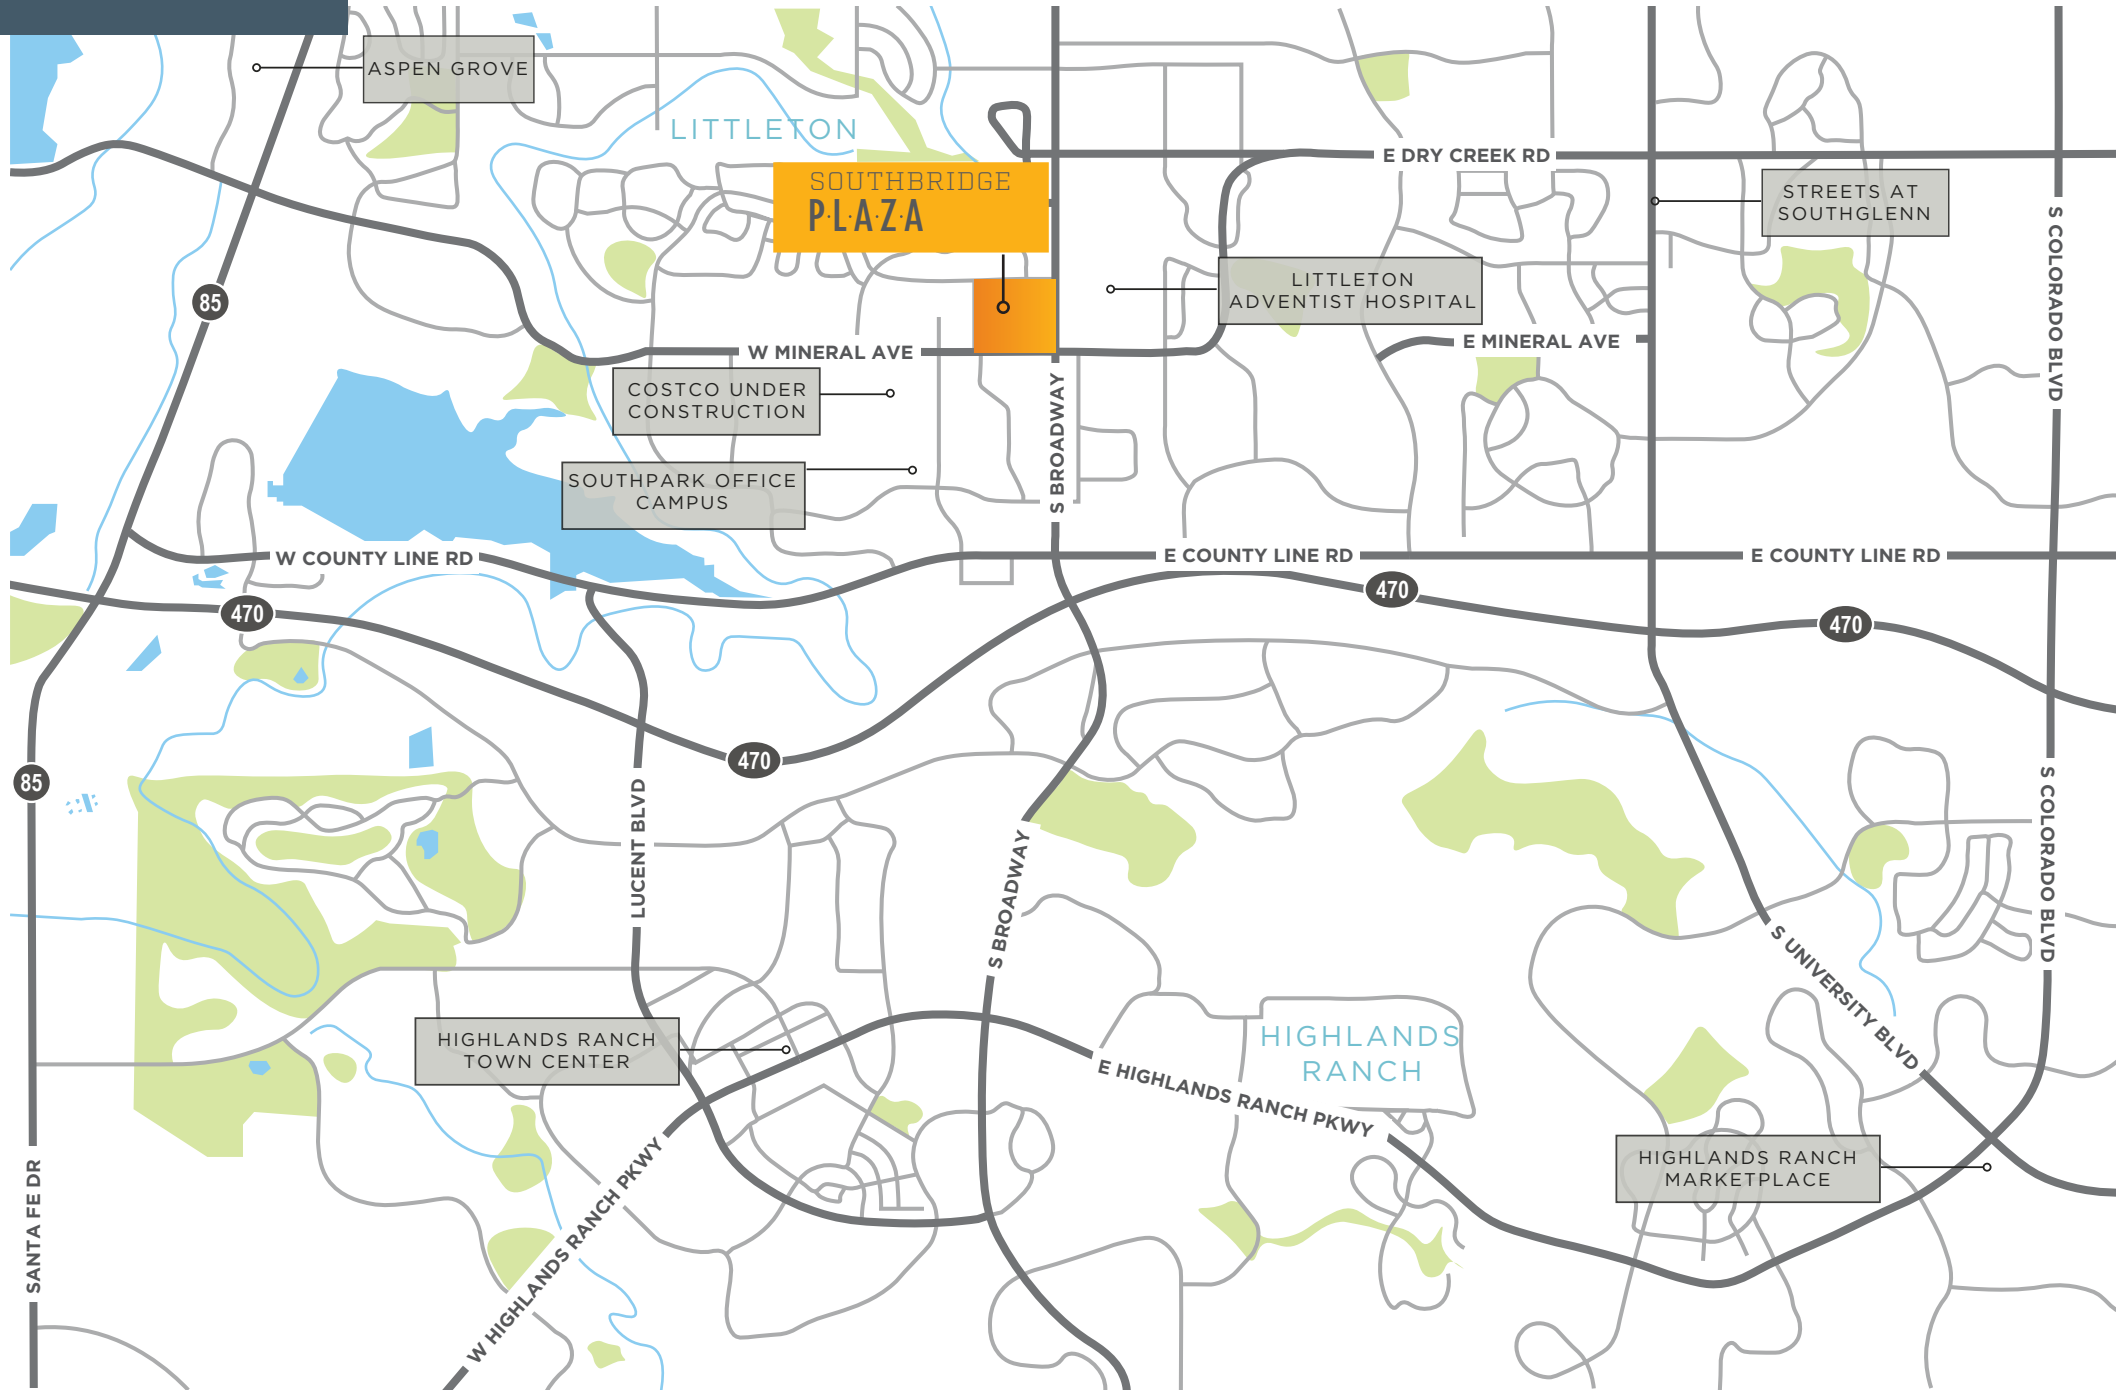 ASPEN GROVE
LITTLETON
E DRY CREEK RD
SOUTHBRIDGE
P·L·A·Z·A
STREETS AT
SOUTHGLENN
S COLORADO BLVD
85
LITTLETON
ADVENTIST HOSPITAL
W MINERAL AVE
E MINERAL AVE
COSTCO UNDER
CONSTRUCTION
S BROADWAY
SOUTHPARK OFFICE
CAMPUS
W COUNTY LINE RD
E COUNTY LINE RD
E COUNTY LINE RD
470
470
470
470
85
LUCENT BLVD
S BROADWAY
S COLORADO BLVD
S UNIVERSITY BLVD
HIGHLANDS RANCH
TOWN CENTER
HIGHLANDS
RANCH
E HIGHLANDS RANCH PKWY
HIGHLANDS RANCH
MARKETPLACE
SANTA FE DR
W HIGHLANDS RANCH PKWY